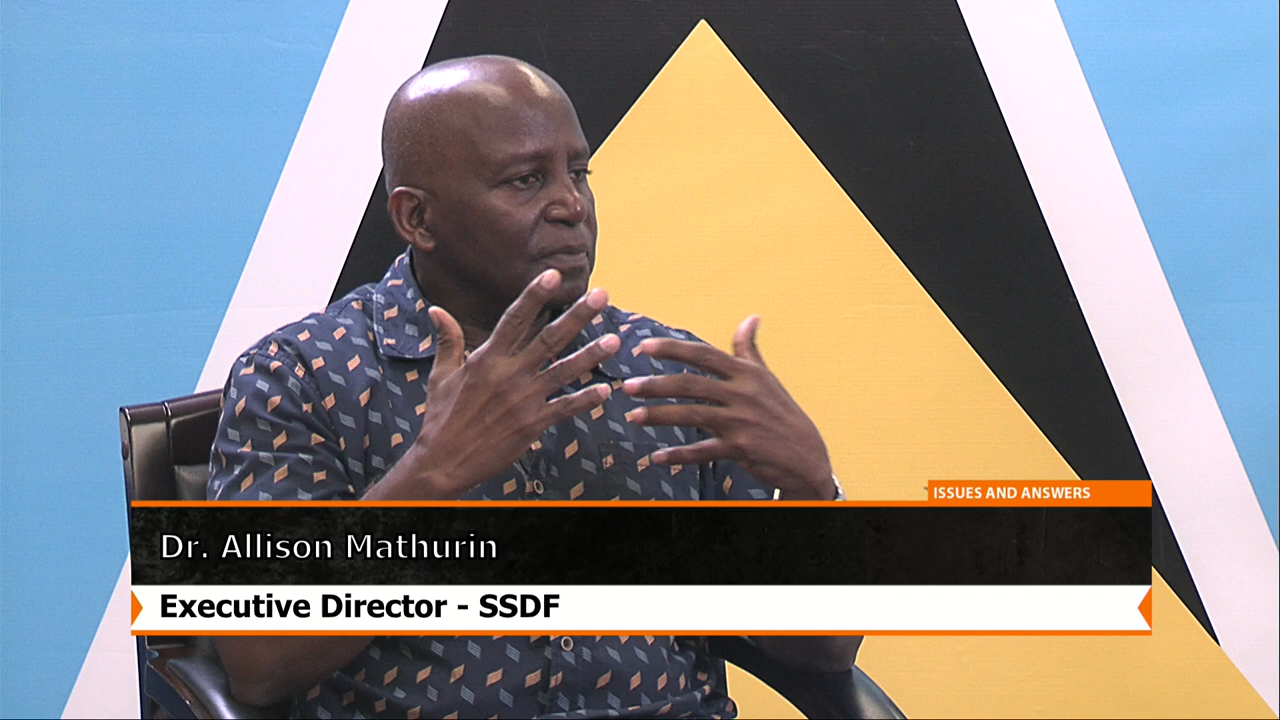 ISSUES AND ANSWERS
Dr. Allison Mathurin
Executive Director - SSDF